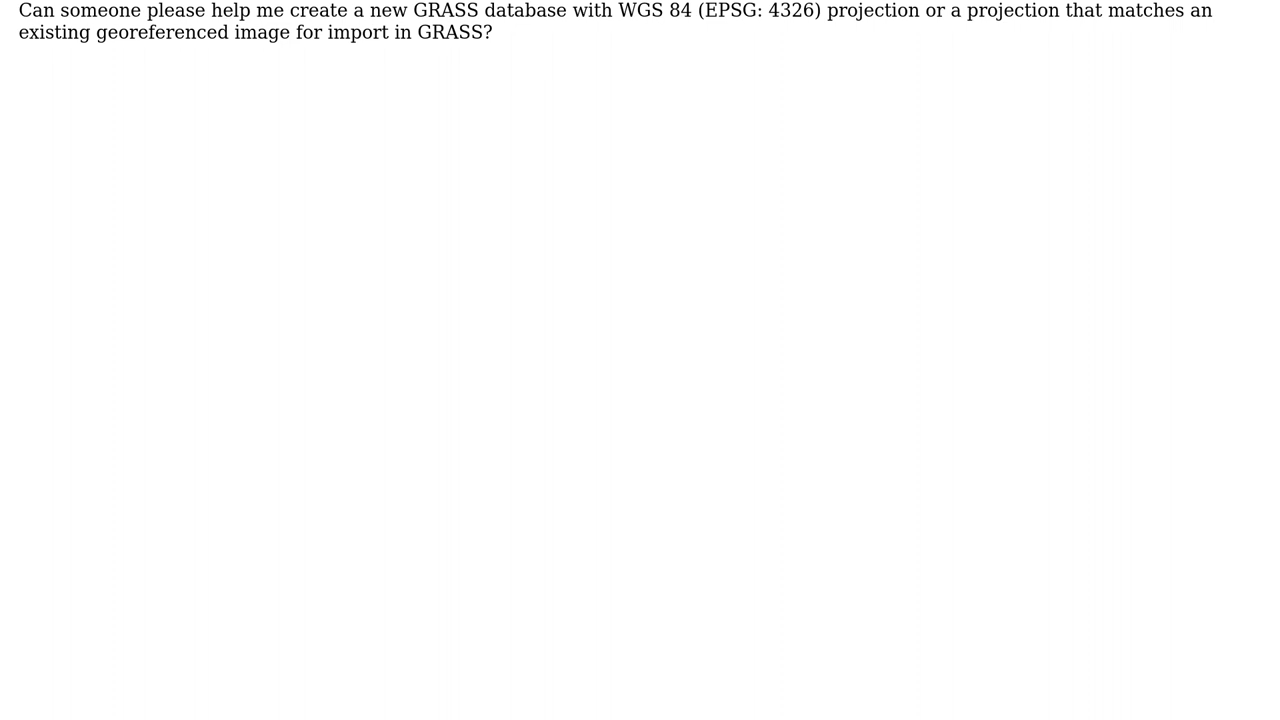 Can someone please help me create a new GRASS database with WGS 84 (EPSG: 4326) projection or a projection that matches an
existing georeferenced image for import in GRASS?